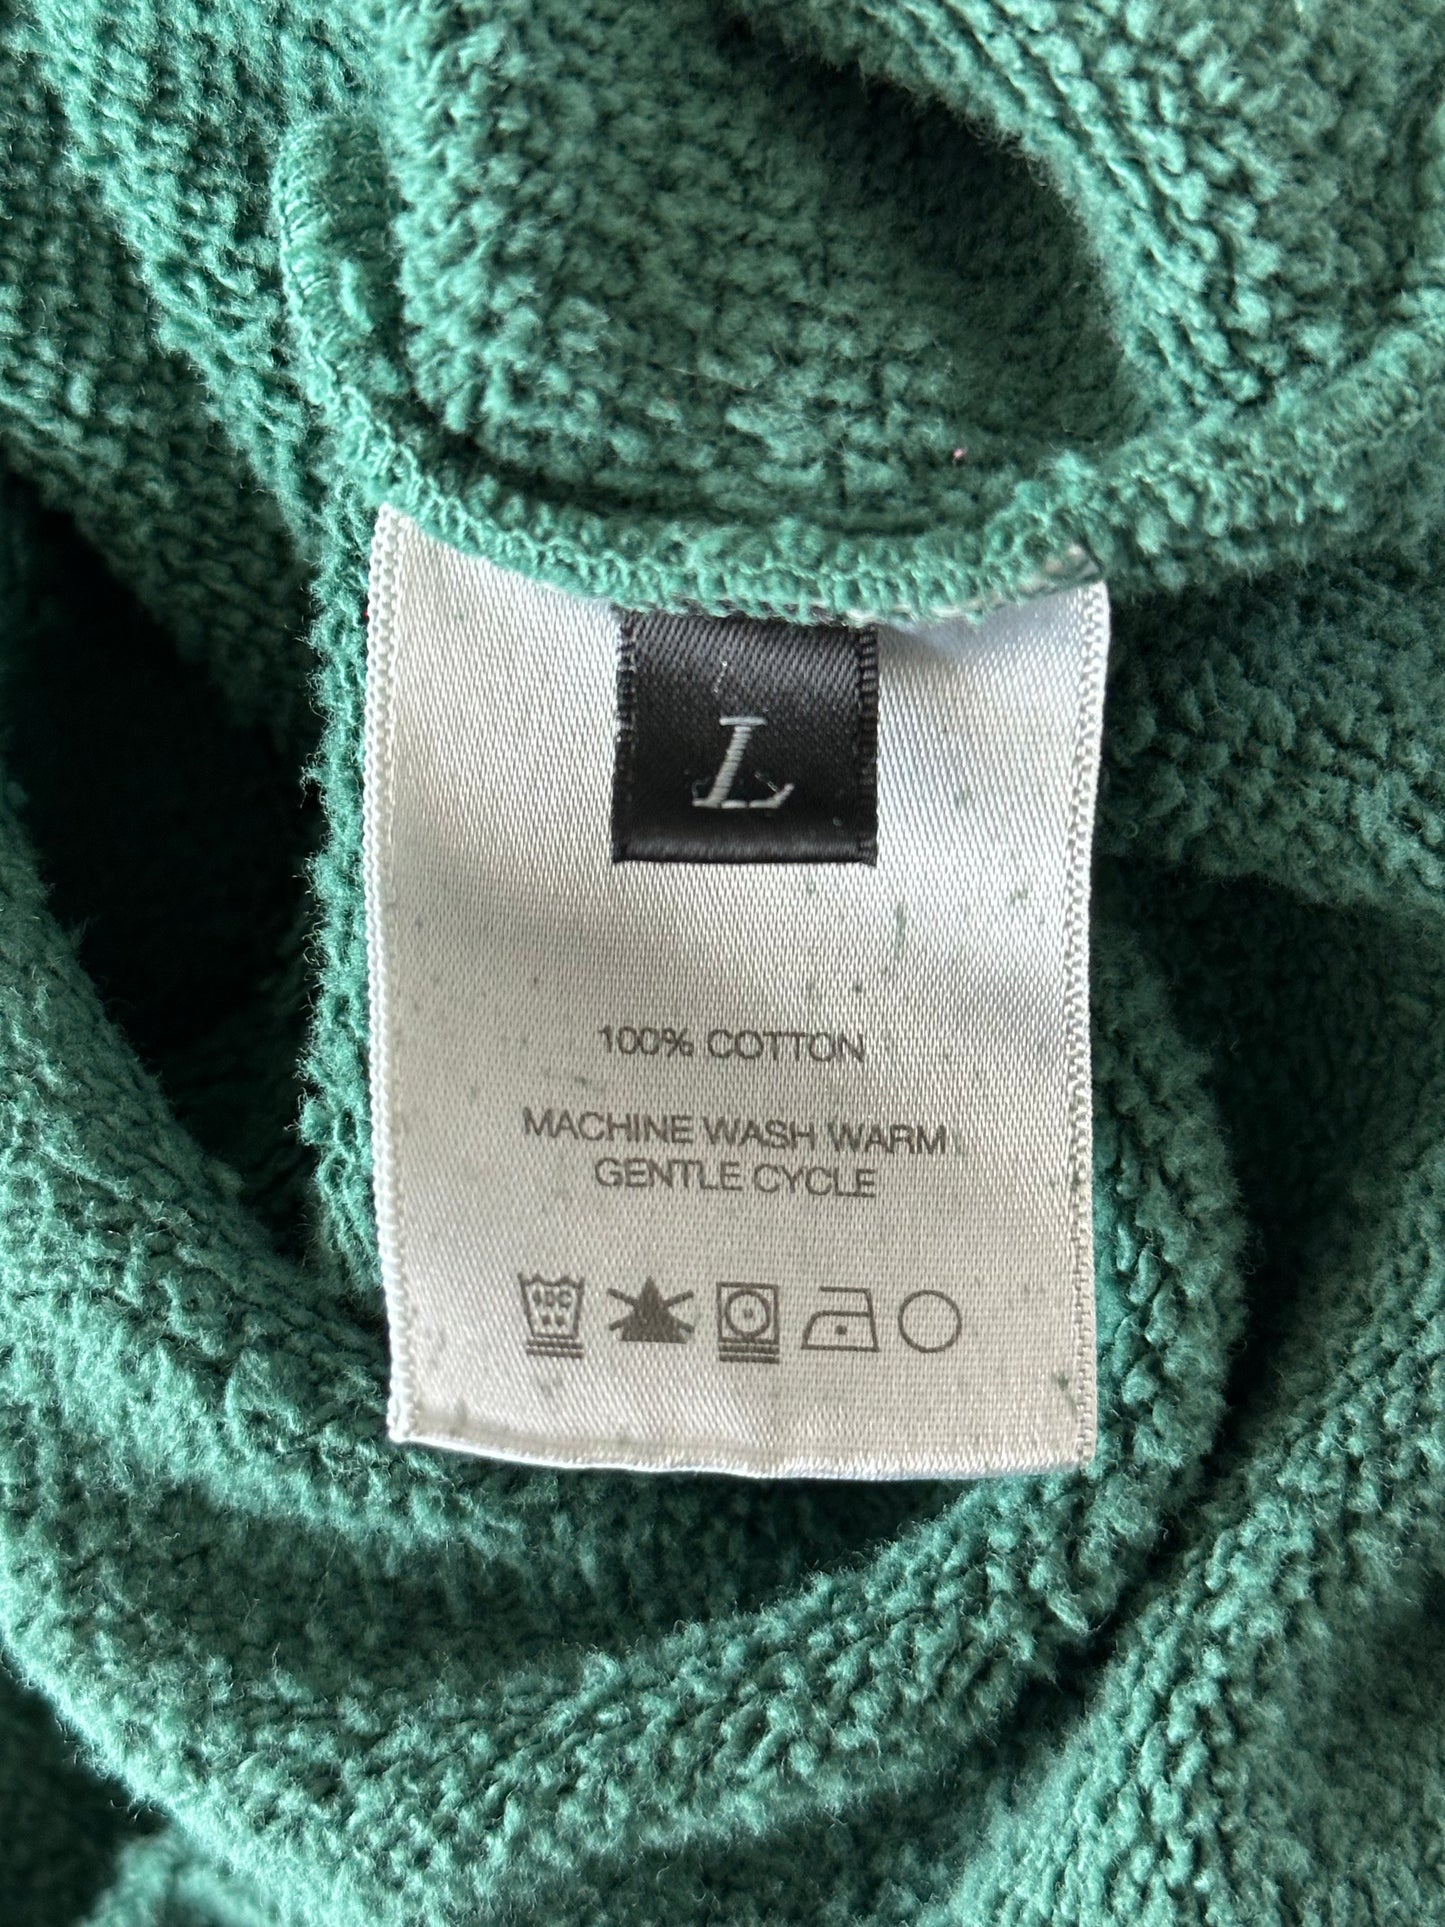 L
100% COTTON
MACHINE WASH WARM
GENTLE CYCLE